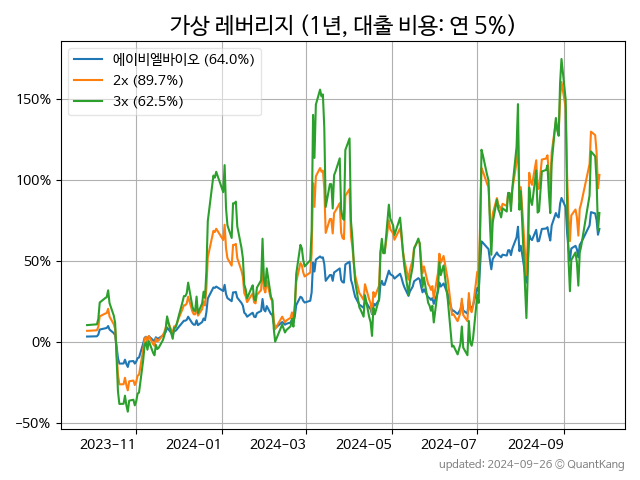 가상 레버리지 (1년, 대출 비용: 연 5%)
에이비엘바이오 (64.0%)
2x (89.7%)
3x (62.5%)
150%
100%
50%
0%
−50%
2023-11 2024-01 2024-03 2024-05 2024-07 2024-09
updated: 2024-09-26 © QuantKang